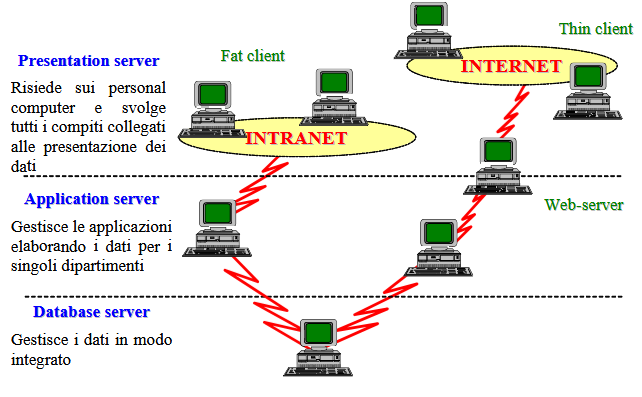 Presentation server
Risiede sui personal
computer e svolge
tutti i compiti collegati
alle presentazione dei
dati
Fat client
INTRANET
Thin client
INTERNET
Application server
Gestisce le applicazioni
elaborando i dati per i
singoli dipartimenti
Web-server
Database server
Gestisce i dati in modo
integrato